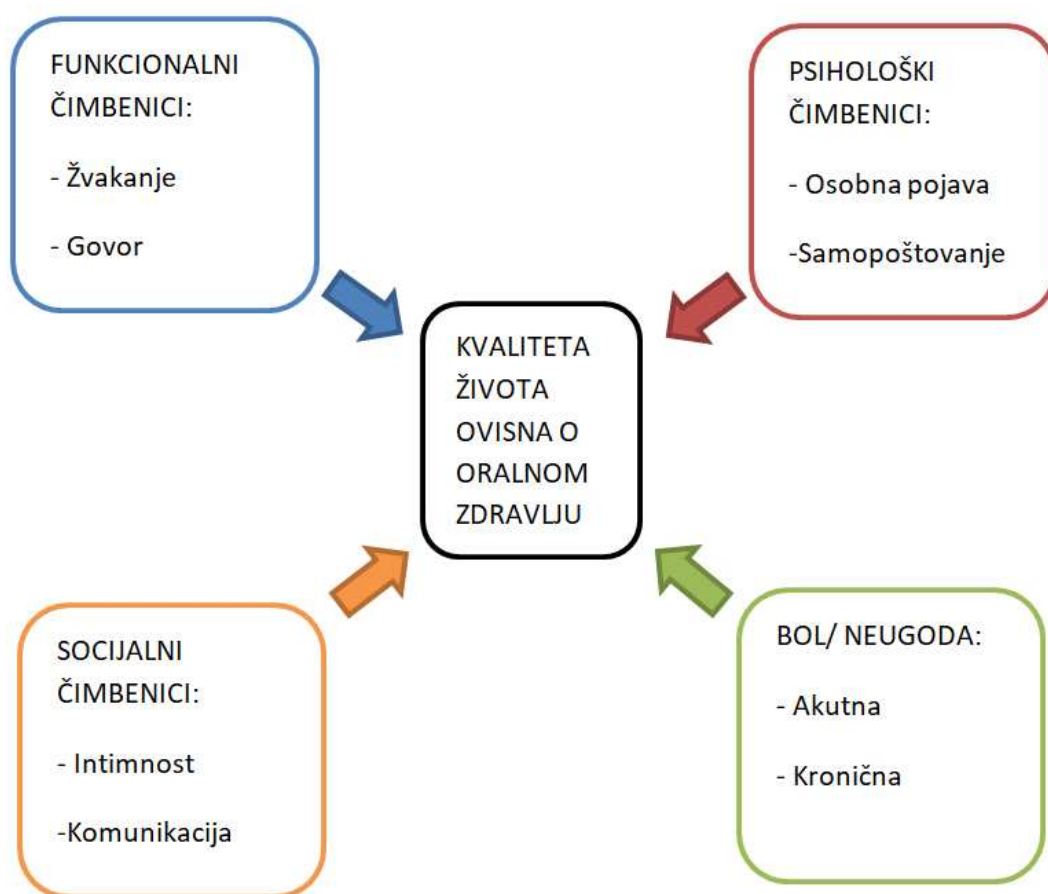 FUNKCIONALNI
ČIMBENICI:
- Žvakanje
- Govor
PSIHOLOŠKI
ČIMBENICI:
- Osobna pojava
-Samopoštovanje
KVALITETA
ŽIVOTA
OVISNA O
ORALNOM
ZDRAVLJU
SOCIJALNI
ČIMBENICI:
- Intimnost
-Komunikacija
BOL/ NEUGODA:
- Akutna
- Kronična